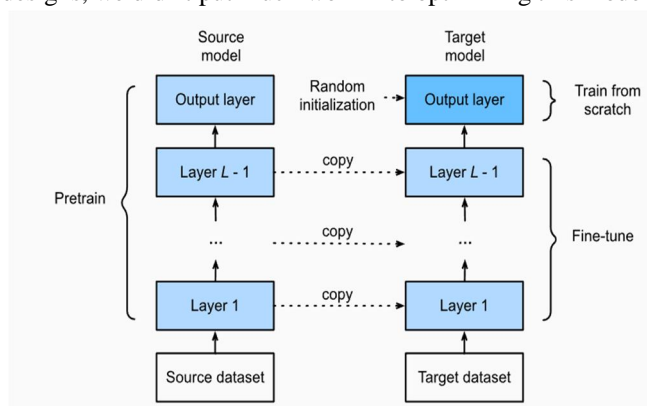 Source
model
Target
model
Output layer
Random
initialization
Output layer
Train from
scratch
Layer L - 1
copy
Layer L - 1
Pretrain
...
copy
...
Fine-tune
Layer 1
copy
Layer 1
Source dataset
Target dataset